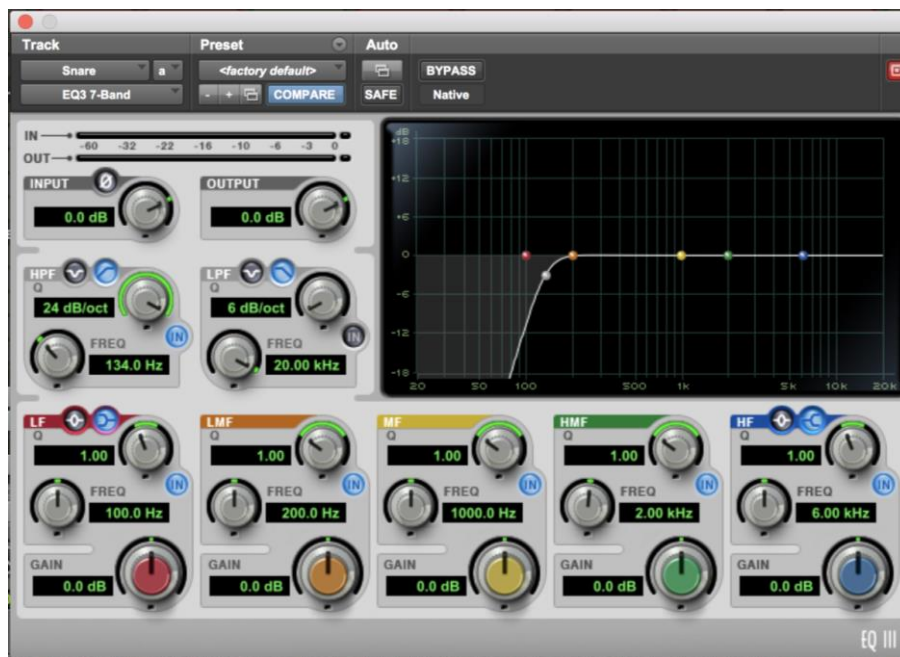 Track Preset Auto
Snare a <factory default>
EQ3 7-Band - + COMPARE SAFE
BYPASS
Native
IN
-60 -32 -22 -16 -10 -6 -3 0
OUT
INPUT Ø OUTPUT
0.0 dB 0.0 dB
HPF LPF
Q Q
24 dB/oct 6 dB/oct
IN IN
FREQ FREQ
134.0 Hz 20.00 kHz
dB
+18
+12
+6
0
-6
-12
-18
20 50 100 500 1k 5k 10k 20k
LF LMF MF HMF HF
Q Q Q Q Q
1.00 1.00 1.00 1.00 1.00
IN IN IN IN IN
FREQ FREQ FREQ FREQ FREQ
100.0 Hz 200.0 Hz 1000.0 Hz 2.00 kHz 6.00 kHz
GAIN GAIN GAIN GAIN GAIN
0.0 dB 0.0 dB 0.0 dB 0.0 dB 0.0 dB
EQ III